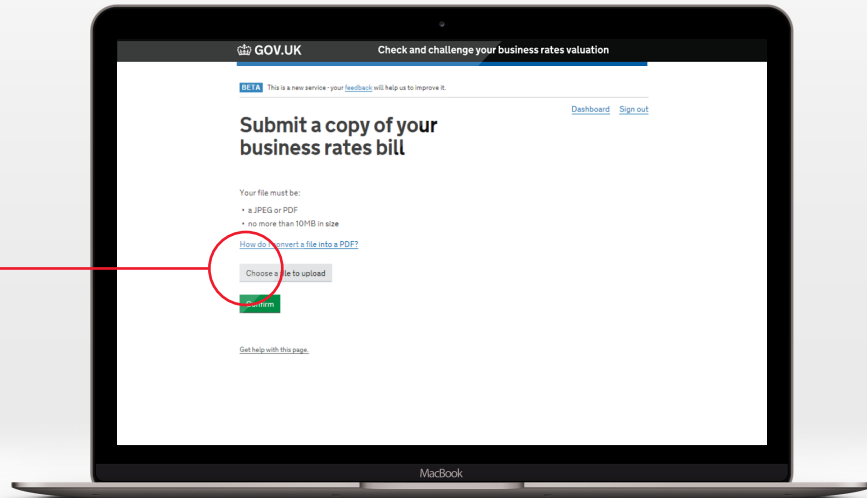 GOV.UK Check and challenge your business rates valuation
BETA This is a new service - your feedback will help us to improve it.
Dashboard Sign out
Submit a copy of your
business rates bill
Your file must be:
• a JPEG or PDF
• no more than 10MB in size
How do I convert a file into a PDF?
Choose a file to upload
Confirm
Get help with this page.
MacBook